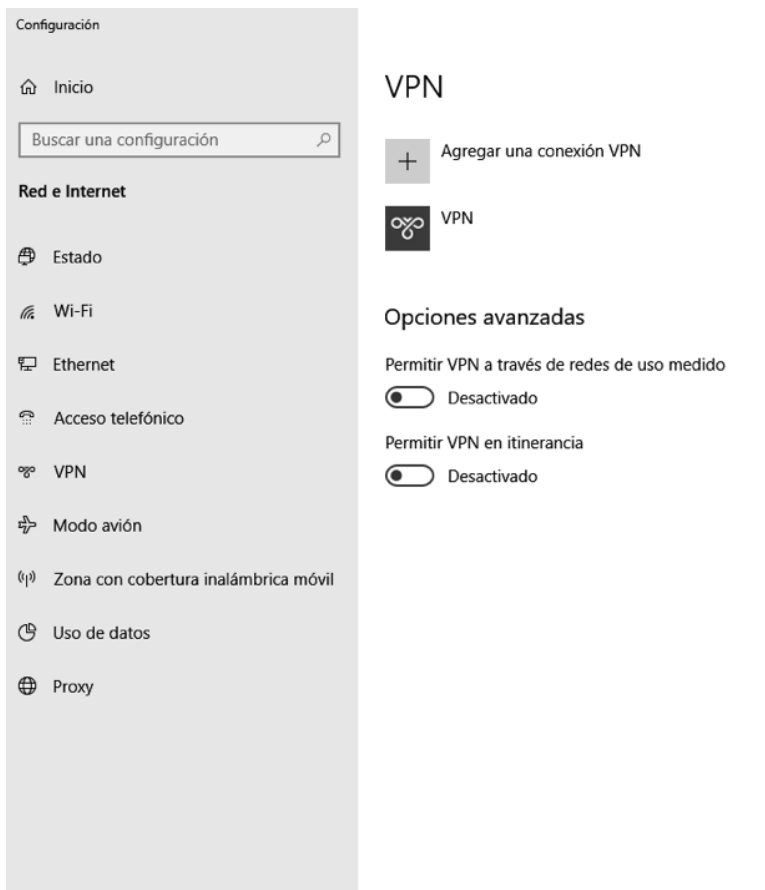 Configuración
Inicio
Buscar una configuración
Red e Internet
Estado
Wi-Fi
Ethernet
Acceso telefónico
VPN
Modo avión
Zona con cobertura inalámbrica móvil
Uso de datos
Proxy
VPN
Agregar una conexión VPN
VPN
Opciones avanzadas
Permitir VPN a través de redes de uso medido
Desactivado
Permitir VPN en itinerancia
Desactivado